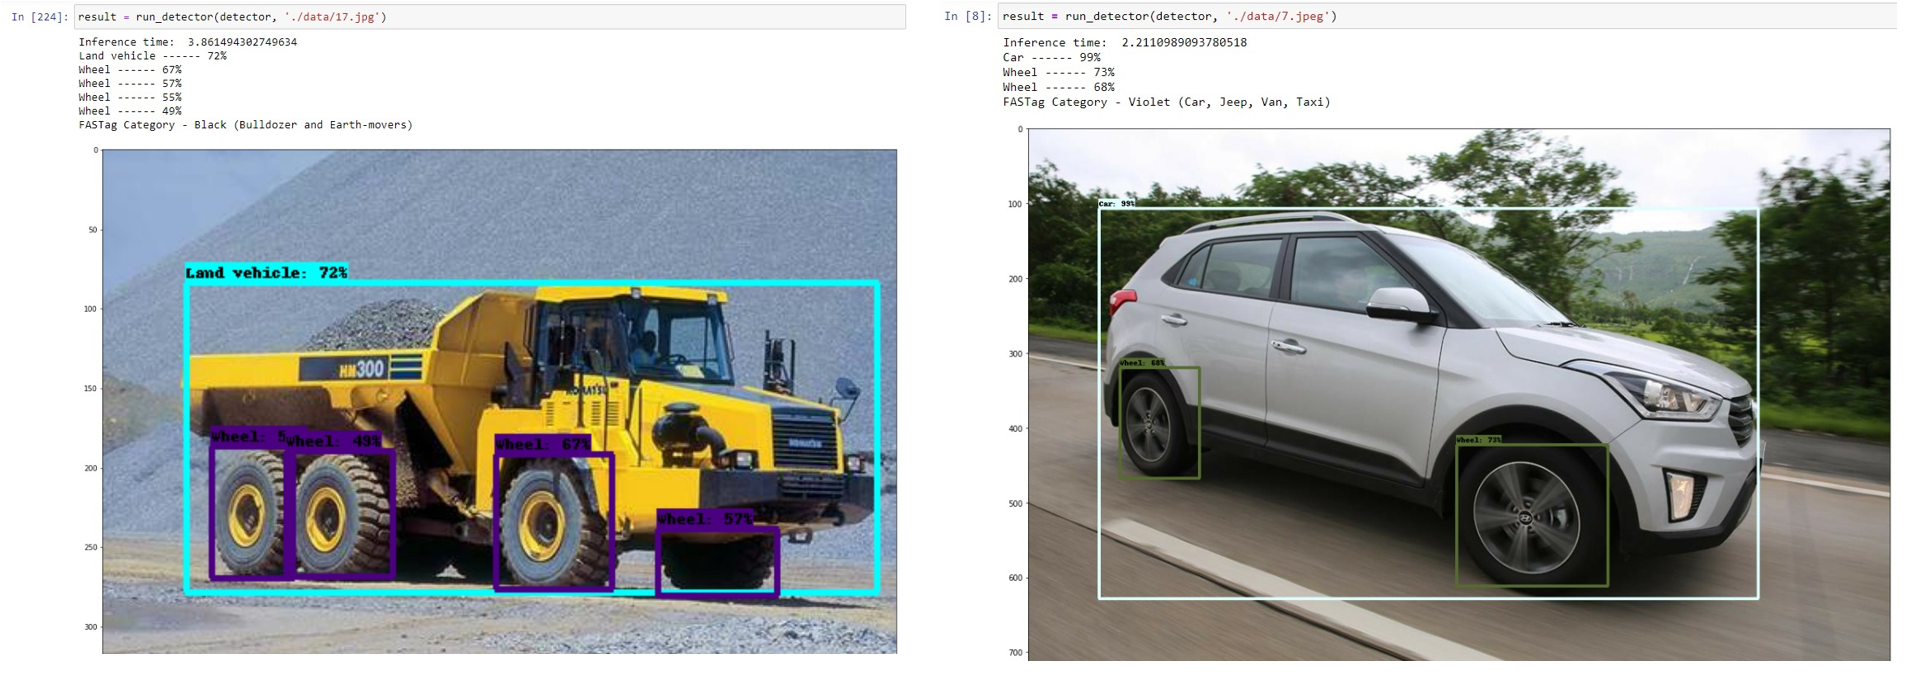 In [224]: result = run_detector(detector, './data/17.jpg')
Inference time:  3.861494302749634
Land vehicle ------ 72%
Wheel ------ 67%
Wheel ------ 57%
Wheel ------ 55%
Wheel ------ 49%
FASTag Category - Black (Bulldozer and Earth-movers)
0
50
100
150
200
250
300
Land vehicle: 72%
HM300
KOMATSU
KOMATSU
Wheel: 5
Wheel: 49%
Wheel: 67%
Wheel: 57%
In [8]: result = run_detector(detector, './data/7.jpeg')
Inference time:  2.2110989093780518
Car ------ 99%
Wheel ------ 73%
Wheel ------ 68%
FASTag Category - Violet (Car, Jeep, Van, Taxi)
0
100
200
300
400
500
600
700
Car: 99%
Wheel: 68%
Wheel: 73%